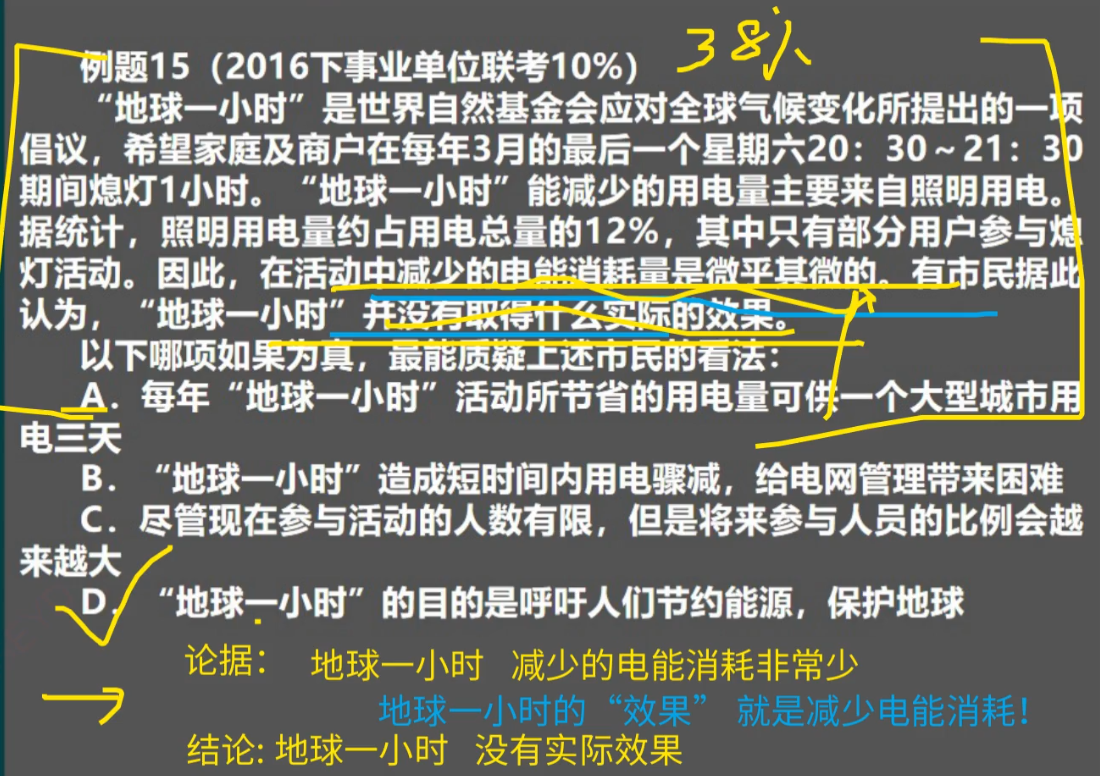 38人
例题15（2016下事业单位联考10%）
“地球一小时”是世界自然基金会应对全球气候变化所提出的一项
倡议，希望家庭及商户在每年3月的最后一个星期六20：30～21：30
期间熄灯1小时。“地球一小时”能减少的用电量主要来自照明用电。
据统计，照明用电量约占用电总量的12%，其中只有部分用户参与熄
灯活动。因此，在活动中减少的电能消耗量是微乎其微的。有市民据此
认为，“地球一小时”并没有取得什么实际的效果。
以下哪项如果为真，最能质疑上述市民的看法：
A．每年“地球一小时”活动所节省的用电量可供一个大型城市用
电三天
B．“地球一小时”造成短时间内用电骤减，给电网管理带来困难
C．尽管现在参与活动的人数有限，但是将来参与人员的比例会越
来越大
D．“地球一小时”的目的是呼吁人们节约能源，保护地球
论据： 地球一小时 减少的电能消耗非常少
地球一小时的“效果” 就是减少电能消耗！
结论: 地球一小时 没有实际效果